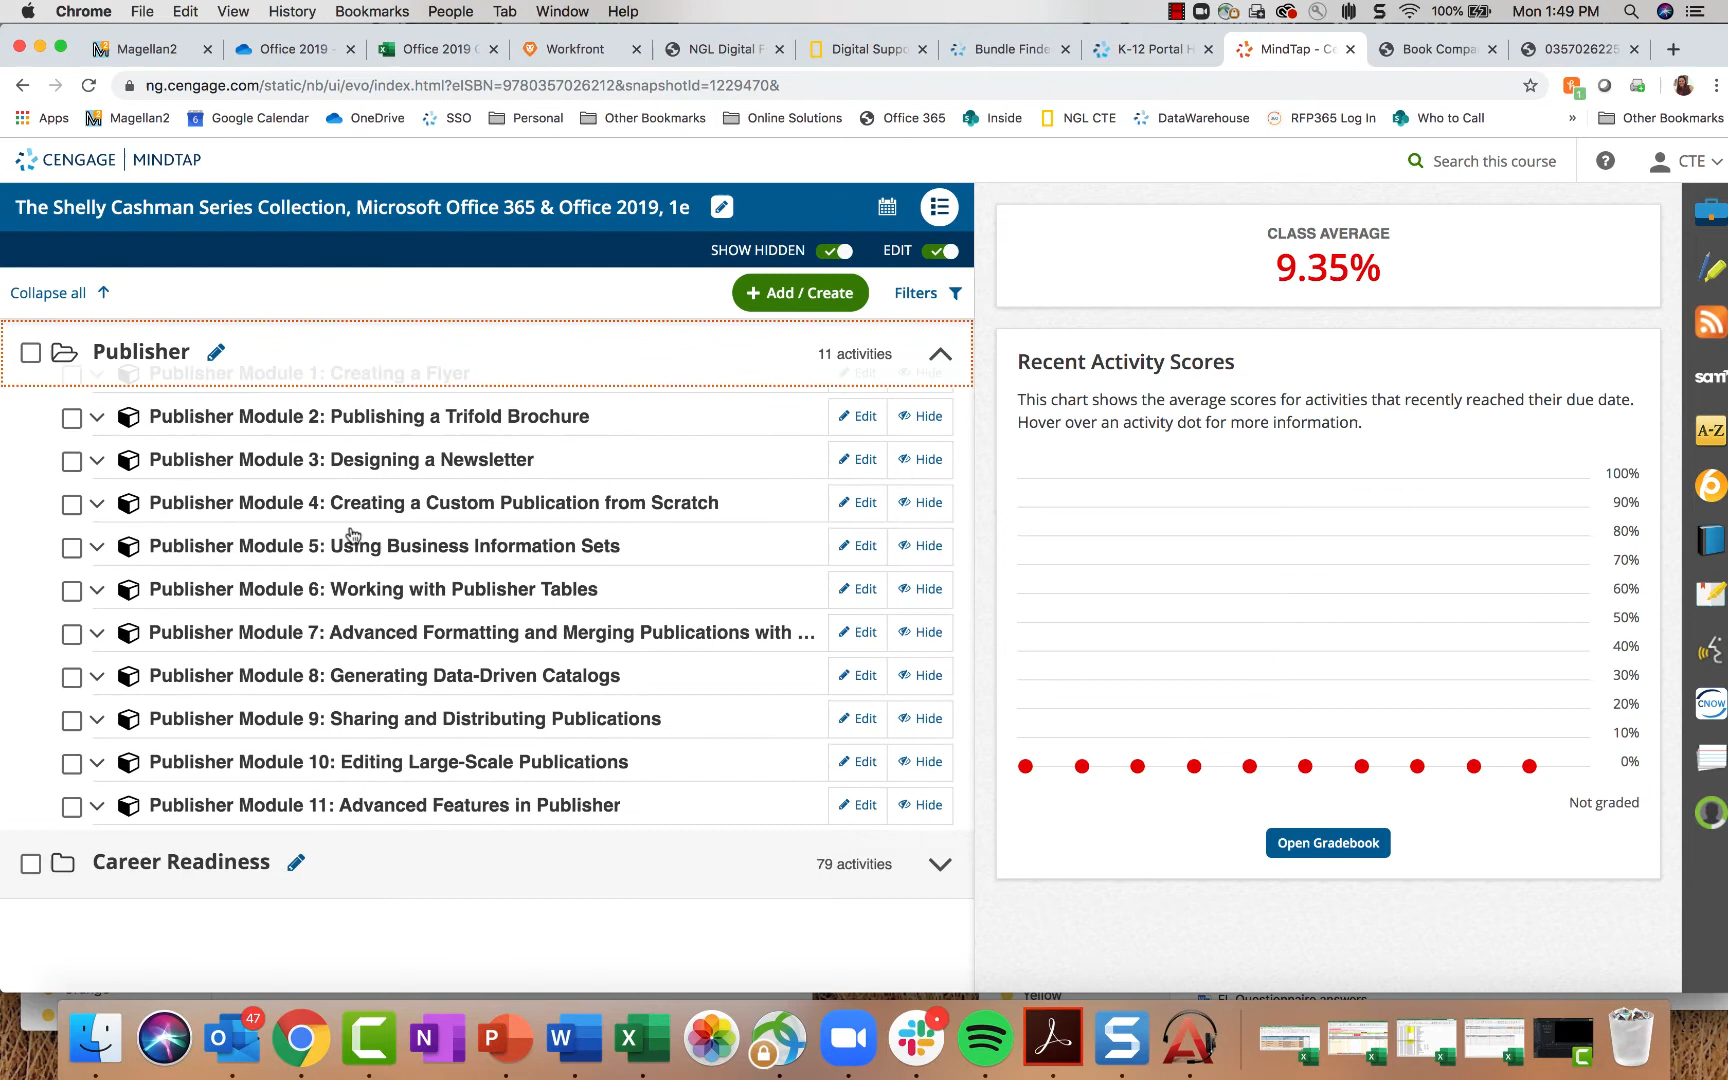 Chrome File Edit View History Bookmarks People Tab Window Help 100% Mon 1:49 PM
Magellan2 Office 2019 - Office 2019 C Workfront NGL Digital F Digital Suppo Bundle Finde K-12 Portal H MindTap - Ce Book Compa 0357026225
ng.cengage.com/static/nb/ui/evo/index.html?eISBN=9780357026212&snapshotId=1229470&
Apps Magellan2 Google Calendar OneDrive SSO Personal Other Bookmarks Online Solutions Office 365 Inside NGL CTE DataWarehouse RFP365 Log In Who to Call » Other Bookmarks
CENGAGE | MINDTAP
Search this course
CTE
The Shelly Cashman Series Collection, Microsoft Office 365 & Office 2019, 1e
SHOW HIDDEN EDIT
Collapse all
+ Add / Create
Filters
Publisher
11 activities
Publisher Module 1: Creating a Flyer Edit Hide
Publisher Module 2: Publishing a Trifold Brochure Edit Hide
Publisher Module 3: Designing a Newsletter Edit Hide
Publisher Module 4: Creating a Custom Publication from Scratch Edit Hide
Publisher Module 5: Using Business Information Sets Edit Hide
Publisher Module 6: Working with Publisher Tables Edit Hide
Publisher Module 7: Advanced Formatting and Merging Publications with ... Edit Hide
Publisher Module 8: Generating Data-Driven Catalogs Edit Hide
Publisher Module 9: Sharing and Distributing Publications Edit Hide
Publisher Module 10: Editing Large-Scale Publications Edit Hide
Publisher Module 11: Advanced Features in Publisher Edit Hide
Career Readiness
79 activities
CLASS AVERAGE
9.35%
Recent Activity Scores
This chart shows the average scores for activities that recently reached their due date.
Hover over an activity dot for more information.
100%
90%
80%
70%
60%
50%
40%
30%
20%
10%
0%
Not graded
Open Gradebook
sam
A-Z
CNOW
Yellow
47